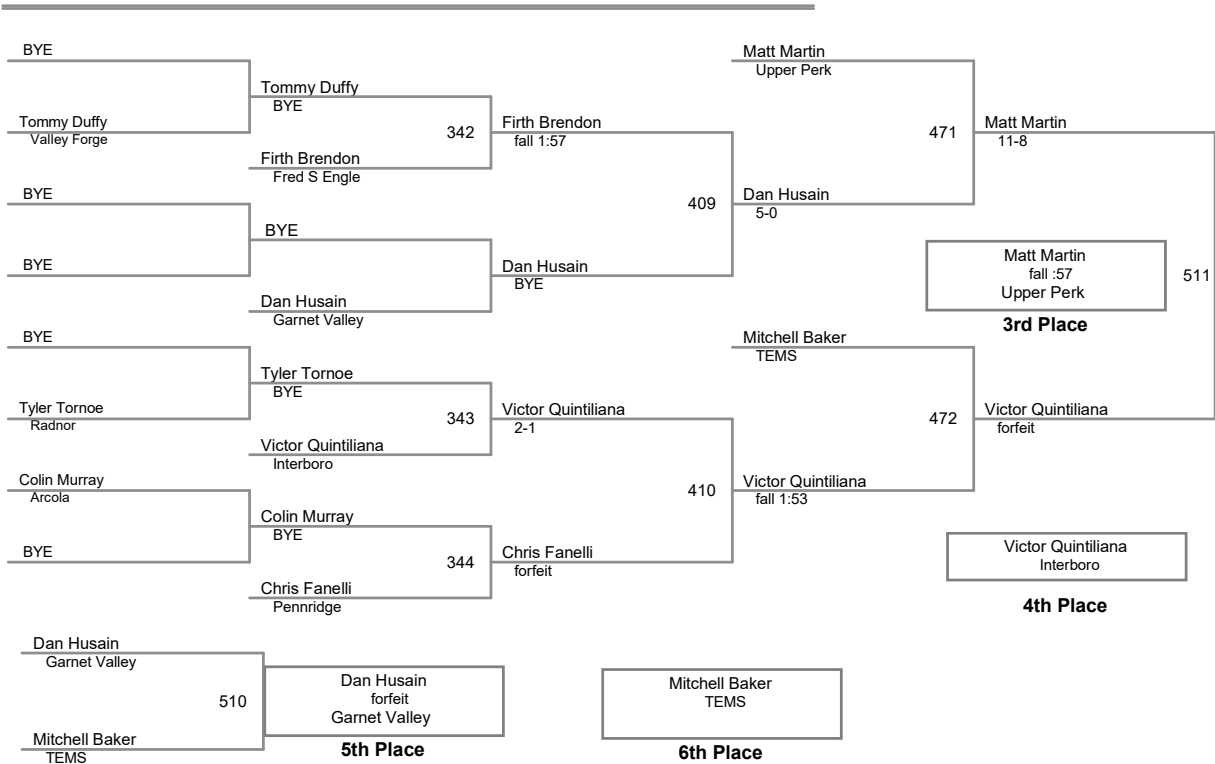 BYE
Tommy Duffy
BYE
Tommy Duffy
Valley Forge
342
Firth Brendon
fall 1:57
Firth Brendon
Fred S Engle
BYE
BYE
BYE
409
Dan Husain
5-0
Dan Husain
BYE
Dan Husain
Garnet Valley
Matt Martin
Upper Perk
471
Matt Martin
11-8
Matt Martin
fall :57
Upper Perk
511
3rd Place
BYE
Tyler Tornoe
BYE
Tyler Tornoe
Radnor
343
Victor Quintiliana
2-1
Victor Quintiliana
Interboro
Mitchell Baker
TEMS
472
Victor Quintiliana
forfeit
Colin Murray
Arcola
410
Victor Quintiliana
fall 1:53
Colin Murray
BYE
BYE
344
Chris Fanelli
forfeit
Chris Fanelli
Pennridge
Victor Quintiliana
Interboro
4th Place
Dan Husain
Garnet Valley
510
Dan Husain
forfeit
Garnet Valley
5th Place
Mitchell Baker
TEMS
Mitchell Baker
TEMS
6th Place